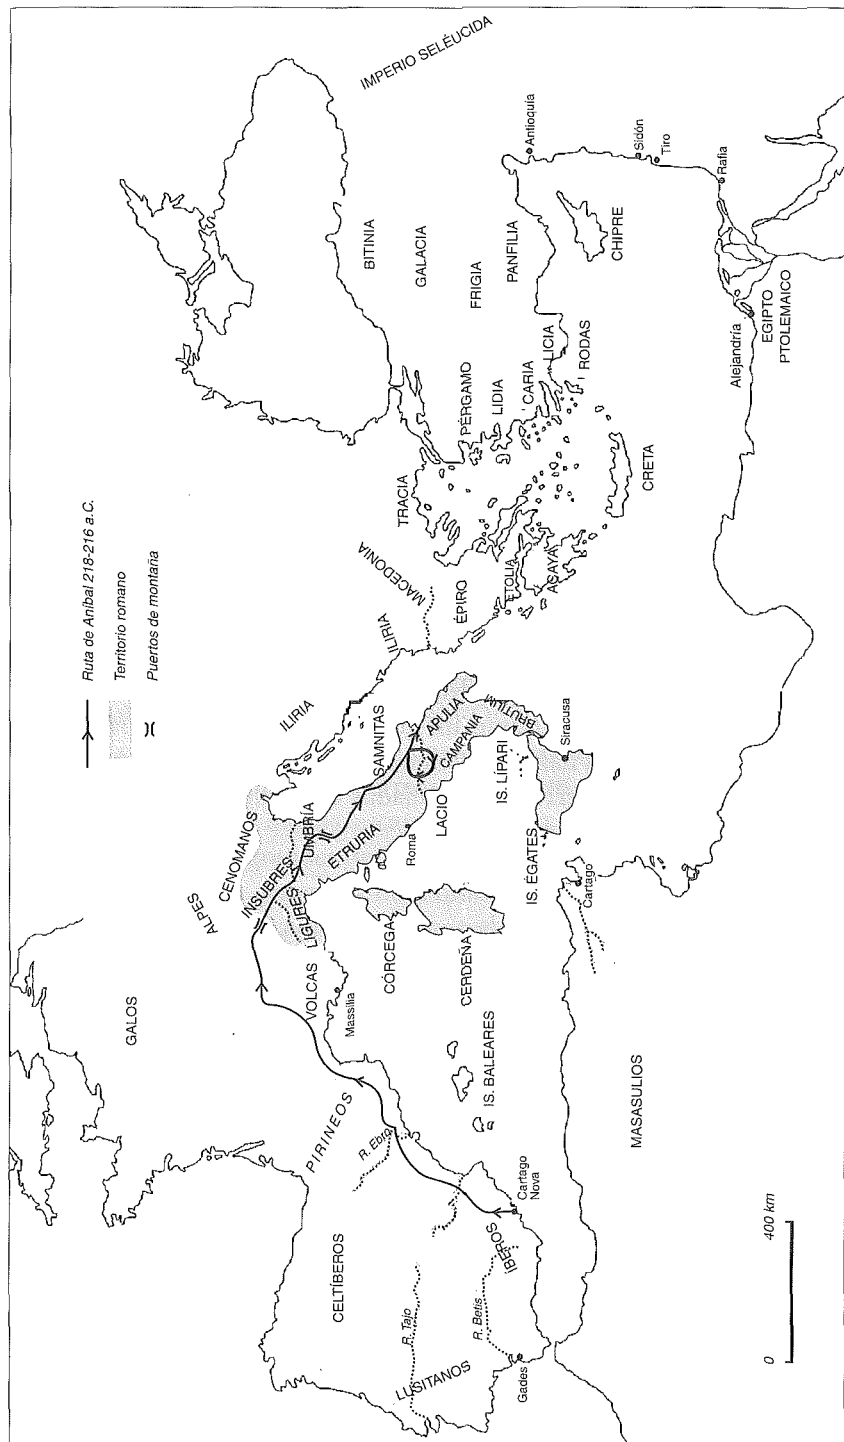 Ruta de Aníbal 218-216 a.C.
Territorio romano
Puertos de montaña
IMPERIO SELÉUCIDA
GALOS
ALPES
CENOMANOS
INSUBRES
LIGURES
VOLCAS
Massilia
PIRINEOS
R. Ebro
CELTÍBEROS
R. Tajo
LUSITANOS
R. Betis
IBEROS
Gades
Cartago
Nova
IS. BALEARES
CÓRCEGA
CERDEÑA
UMBRÍA
ETRURIA
Roma
LACIO
SAMNITAS
APULIA
CAMPANIA
BRUTIUM
IS. LÍPARI
IS. ÉGATES
Siracusa
Cartago
MASASULIOS
ILIRIA
ILIRIA
MACEDONIA
ÉPIRO
ETOLIA
ACAYA
TRACIA
PÉRGAMO
LIDIA
CARIA
LICIA
RODAS
CRETA
BITINIA
GALACIA
FRIGIA
PANFILIA
CHIPRE
Antioquía
Sidón
Tiro
Rafia
Alejandría
EGIPTO
PTOLEMAICO
0
400 km